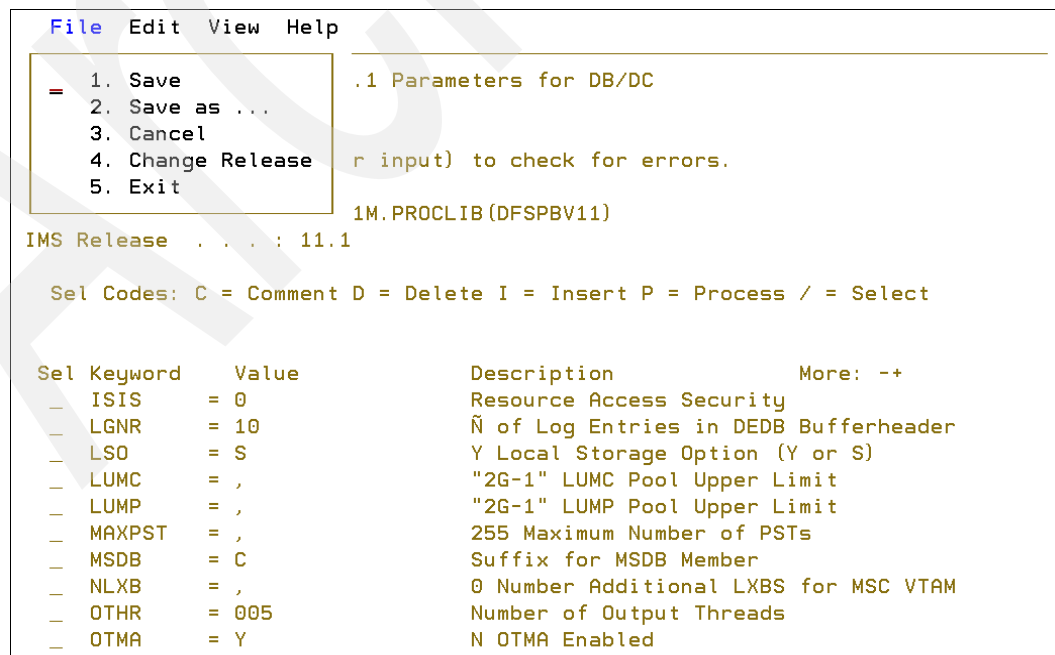 File Edit View Help
1. Save .1 Parameters for DB/DC
2. Save as ...
3. Cancel
4. Change Release r input) to check for errors.
5. Exit
1M.PROCLIB(DFSPBV11)
IMS Release . . . : 11.1
Sel Codes: C = Comment D = Delete I = Insert P = Process / = Select
Sel Keyword Value Description More: -+
_ ISIS = 0 Resource Access Security
_ LGNR = 10 Ñ of Log Entries in DEDB Bufferheader
_ LSO = S Y Local Storage Option (Y or S)
_ LUMC = , "2G-1" LUMC Pool Upper Limit
_ LUMP = , "2G-1" LUMP Pool Upper Limit
_ MAXPST = , 255 Maximum Number of PSTs
_ MSDB = C Suffix for MSDB Member
_ NLXB = , 0 Number Additional LXBS for MSC VTAM
_ OTHR = 005 Number of Output Threads
_ OTMA = Y N OTMA Enabled